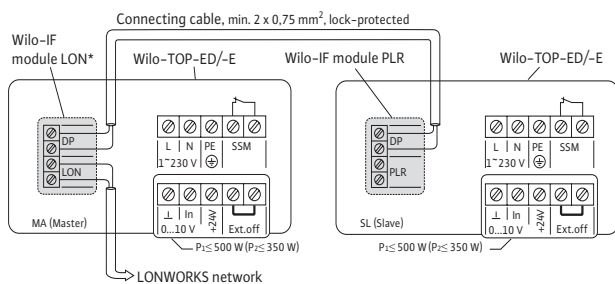 Connecting cable, min. 2 x 0,75 mm², lock-protected
Wilo-IF
module LON*
Wilo-TOP-ED/-E
Wilo-IF module PLR
Wilo-TOP-ED/-E
DP
LON
L N PE SSM
1~230 V
DP
PLR
L N PE SSM
1~230 V
⊥ In +24V
0...10 V Ext.off
MA (Master)
⊥ In +24V
0...10 V Ext.off
SL (Slave)
P1≤ 500 W (P2≤ 350 W)
P1≤ 500 W (P2≤ 350 W)
LONWORKS network